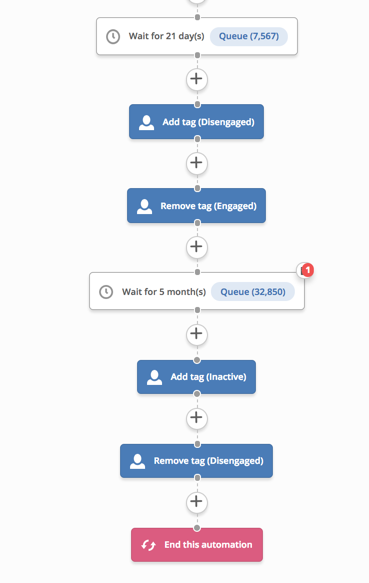 Wait for 21 day(s) Queue (7,567)
Add tag (Disengaged)
Remove tag (Engaged)
1
Wait for 5 month(s) Queue (32,850)
Add tag (Inactive)
Remove tag (Disengaged)
End this automation